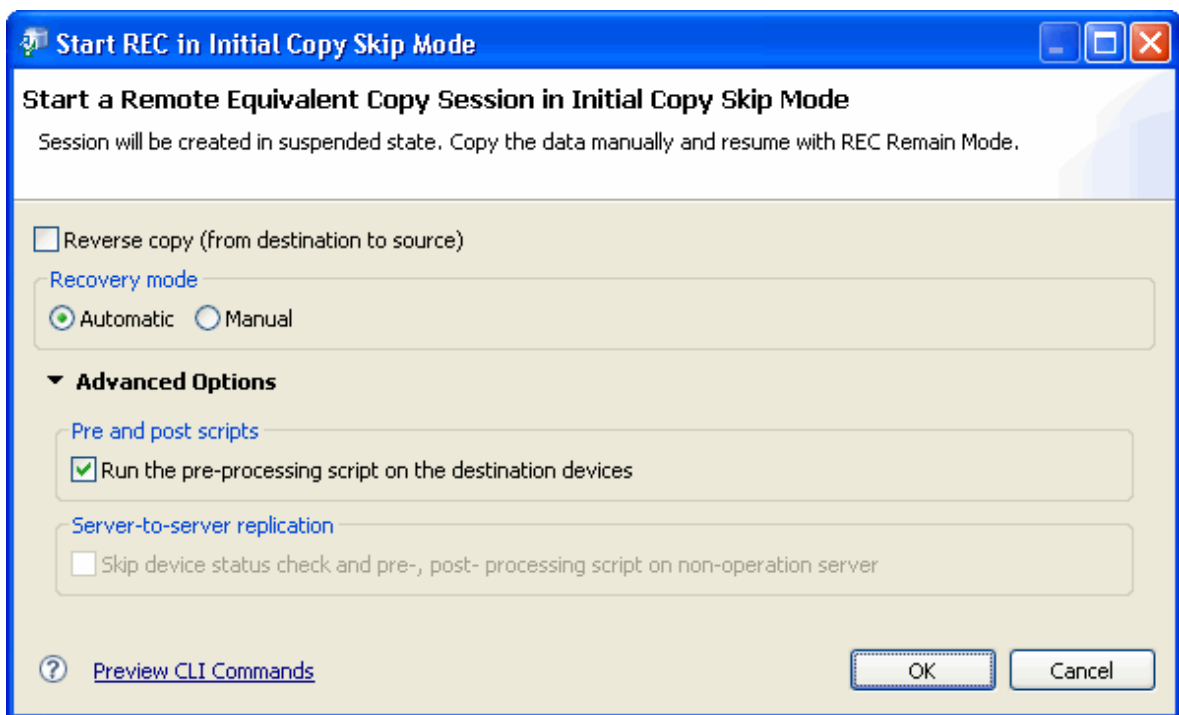 Start REC in Initial Copy Skip Mode
Start a Remote Equivalent Copy Session in Initial Copy Skip Mode
Session will be created in suspended state. Copy the data manually and resume with REC Remain Mode.
Reverse copy (from destination to source)
Recovery mode
Automatic Manual
Advanced Options
Pre and post scripts
Run the pre-processing script on the destination devices
Server-to-server replication
Skip device status check and pre-, post- processing script on non-operation server
? Preview CLI Commands OK Cancel